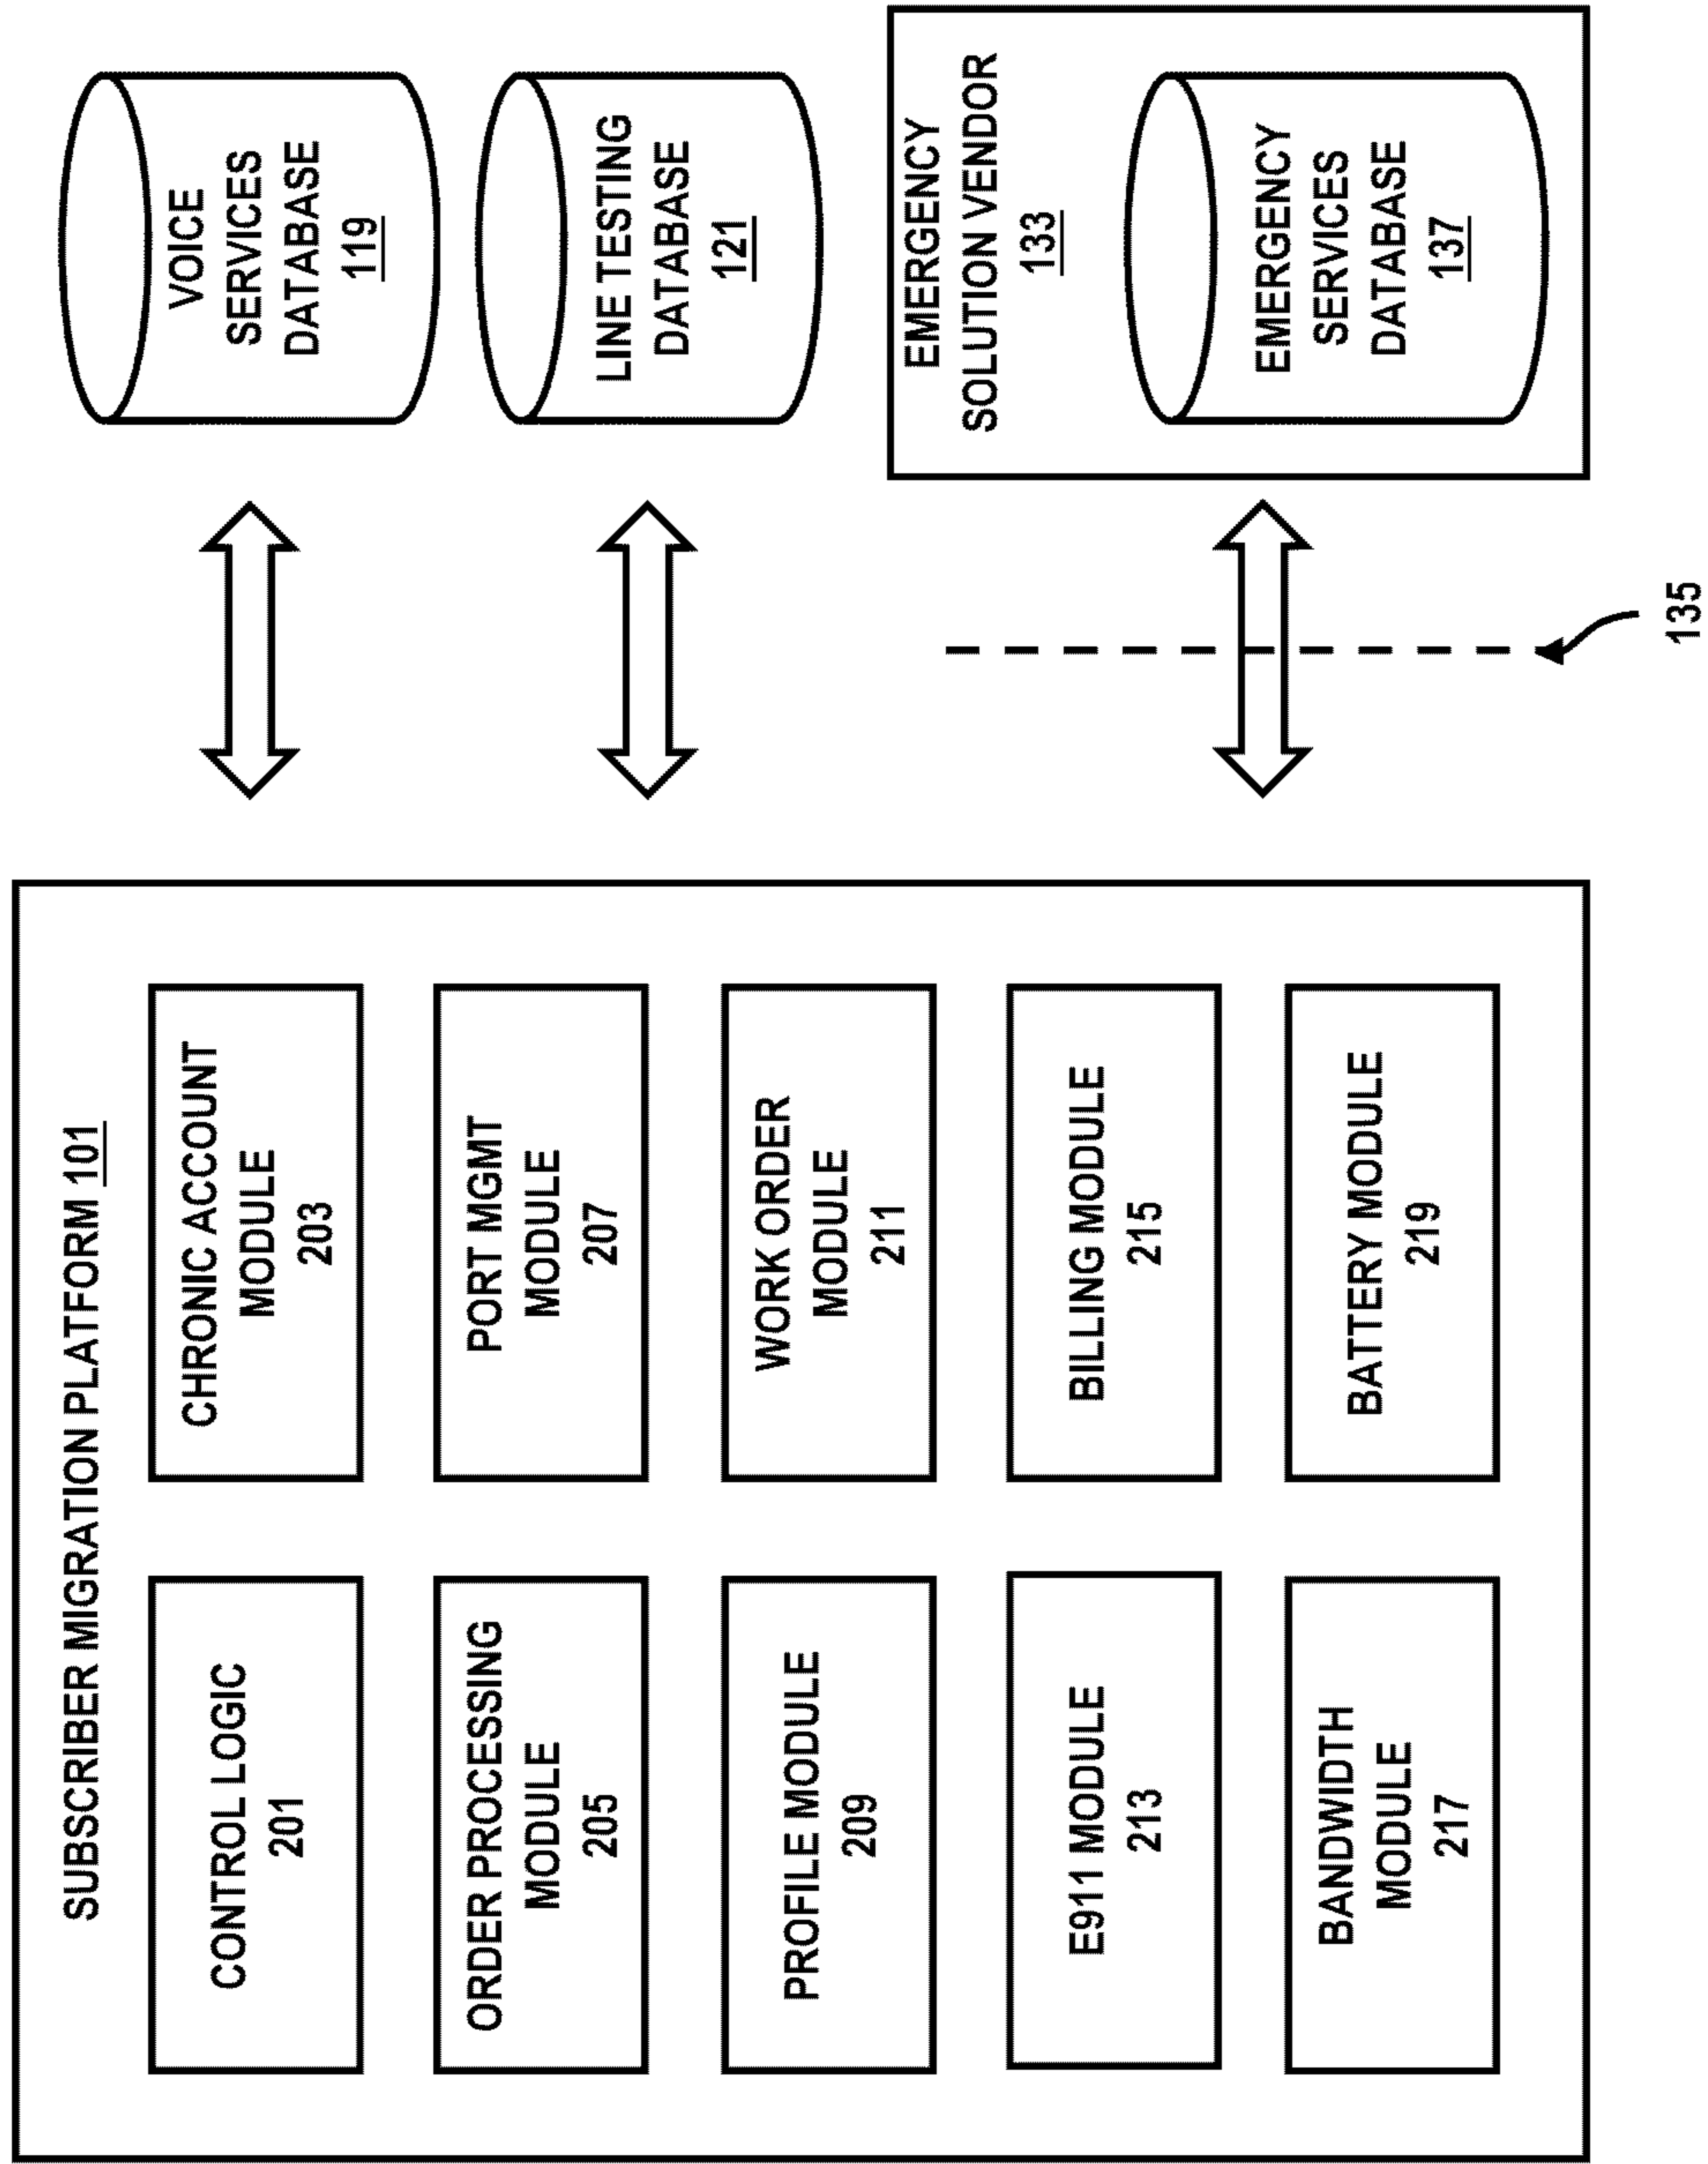 SUBSCRIBER MIGRATION PLATFORM 101
CONTROL LOGIC
201
CHRONIC ACCOUNT
MODULE
203
ORDER PROCESSING
MODULE
205
PORT MGMT
MODULE
207
PROFILE MODULE
209
WORK ORDER
MODULE
211
E911 MODULE
213
BILLING MODULE
215
BANDWIDTH
MODULE
217
BATTERY MODULE
219
VOICE
SERVICES
DATABASE
119
LINE TESTING
DATABASE
121
EMERGENCY
SOLUTION VENDOR
133
EMERGENCY
SERVICES
DATABASE
137
135